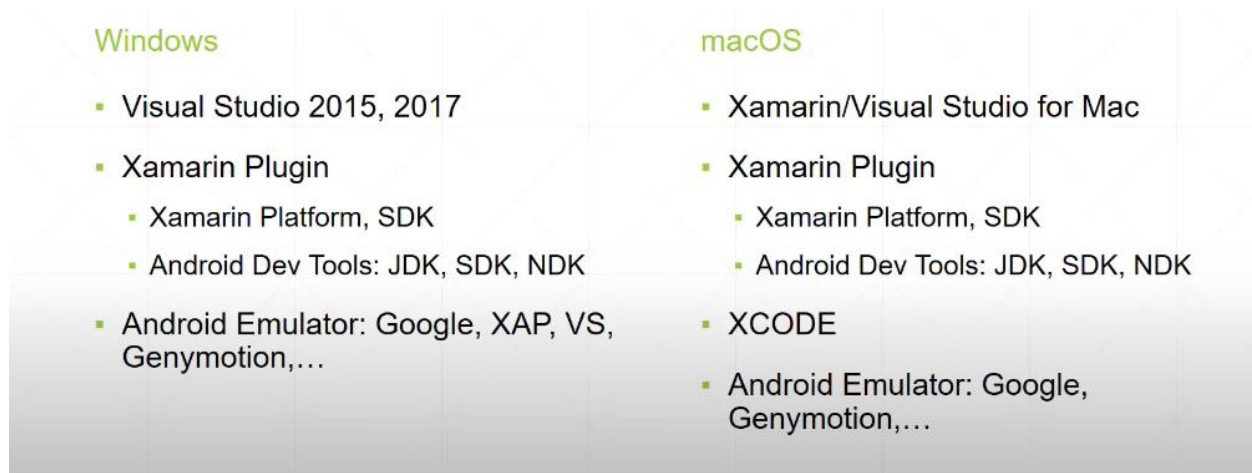 Windows
▪ Visual Studio 2015, 2017
▪ Xamarin Plugin
▪ Xamarin Platform, SDK
▪ Android Dev Tools: JDK, SDK, NDK
▪ Android Emulator: Google, XAP, VS,
Genymotion,…
macOS
▪ Xamarin/Visual Studio for Mac
▪ Xamarin Plugin
▪ Xamarin Platform, SDK
▪ Android Dev Tools: JDK, SDK, NDK
▪ XCODE
▪ Android Emulator: Google,
Genymotion,…